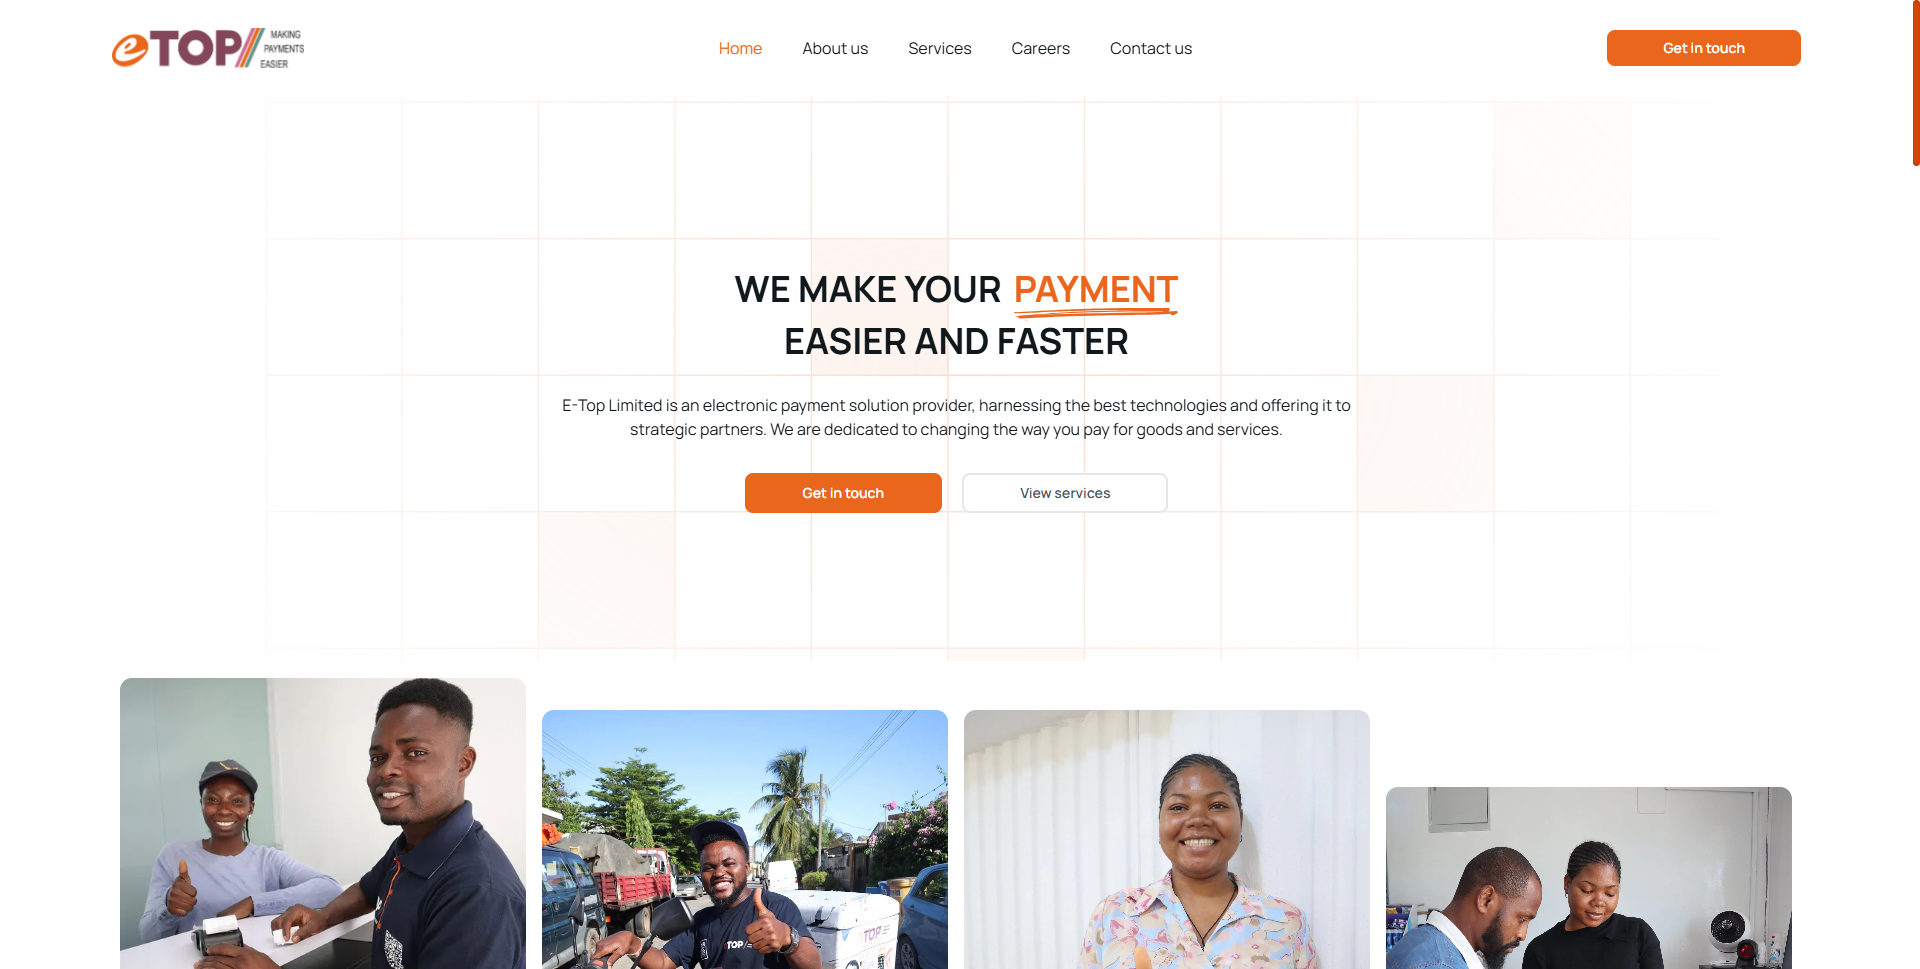 eTOP//
MAKING
PAYMENTS
EASIER
Home
About us
Services
Careers
Contact us
Get in touch
WE MAKE YOUR PAYMENT
EASIER AND FASTER
E-Top Limited is an electronic payment solution provider, harnessing the best technologies and offering it to
strategic partners. We are dedicated to changing the way you pay for goods and services.
Get in touch
View services
TOP
TOP